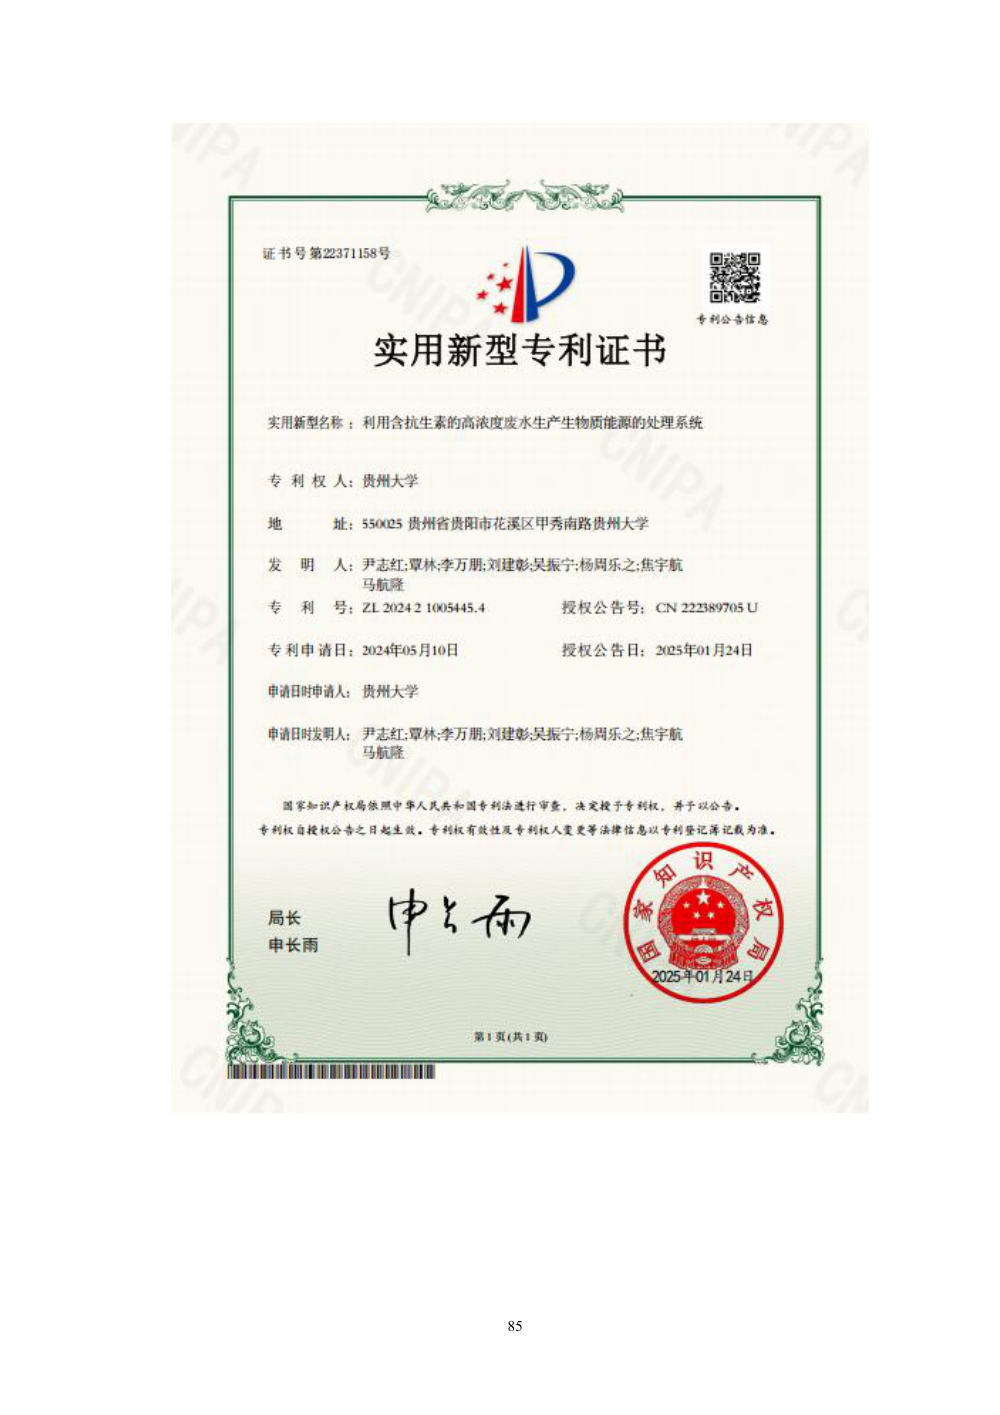 证书号第22371158号
专利公告信息
实用新型专利证书
实用新型名称：利用含抗生素的高浓度废水生产生物质能源的处理系统
专利权人：贵州大学
地址：550025 贵州省贵阳市花溪区甲秀南路贵州大学
发明人：尹志红;覃林;李万朋;刘建彰;吴振宁;杨周乐之;焦宇航
马航隆
专利号：ZL 2024 2 1005445.4 授权公告号：CN 222389705 U
专利申请日：2024年05月10日 授权公告日：2025年01月24日
申请日时申请人：贵州大学
申请日时发明人：尹志红;覃林;李万朋;刘建彰;吴振宁;杨周乐之;焦宇航
马航隆
国家知识产权局依照中华人民共和国专利法进行审查，决定授予专利权，并予以公告。
专利权自授权公告之日起生效。专利权有效性及专利权人变更等法律信息以专利登记簿记载为准。
局长
申长雨
申长雨
国家知识产权局
2025年01月24日
第1页(共1页)
CNIPA
85